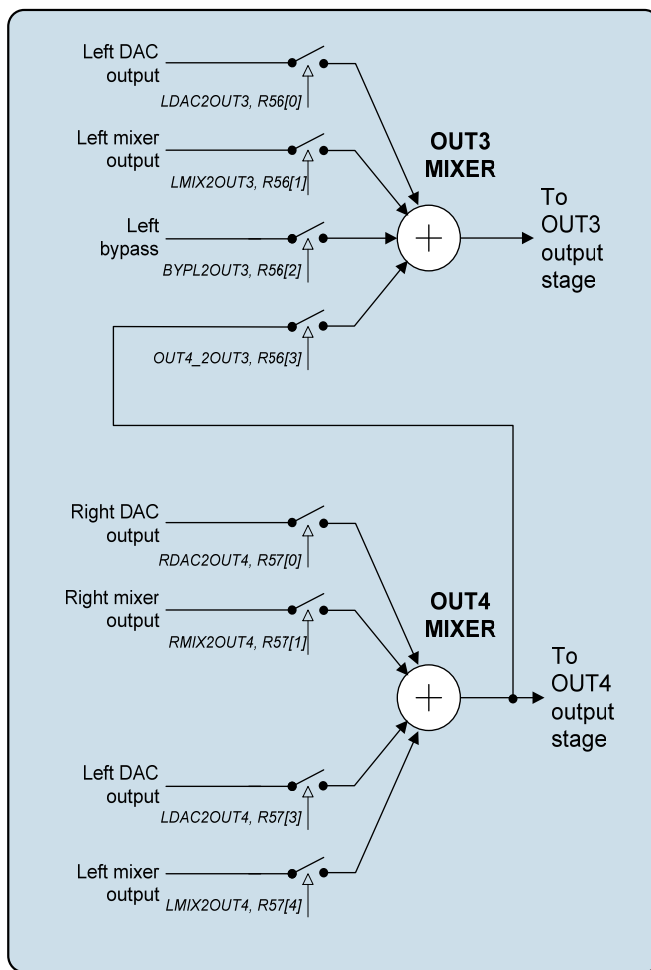 Left DAC
output
LDAC2OUT3, R56[0]
Left mixer
output
LMIX2OUT3, R56[1]
OUT3
MIXER
Left
bypass
BYPL2OUT3, R56[2]
To
OUT3
output
stage
OUT4_2OUT3, R56[3]
Right DAC
output
RDAC2OUT4, R57[0]
Right mixer
output
RMIX2OUT4, R57[1]
OUT4
MIXER
To
OUT4
output
stage
Left DAC
output
LDAC2OUT4, R57[3]
Left mixer
output
LMIX2OUT4, R57[4]